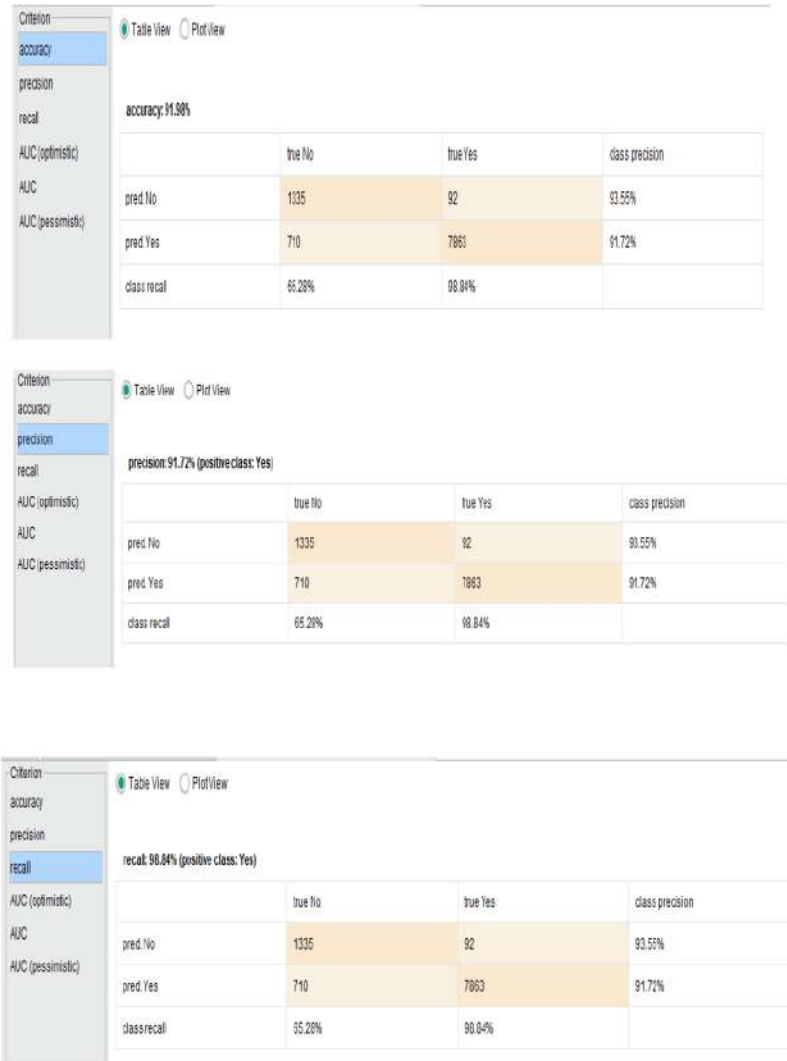 Criterion
accuracy
precision
recall
AUC (optimistic)
AUC
AUC (pessimistic)
Table View Plot View
accuracy: 91.98%
true No true Yes class precision
pred. No 1335 92 93.55%
pred. Yes 710 7863 91.72%
class recall 65.28% 98.84%
Criterion
accuracy
precision
recall
AUC (optimistic)
AUC
AUC (pessimistic)
Table View Plot View
precision: 91.72% (positive class: Yes)
true No true Yes class precision
pred. No 1335 92 93.55%
pred. Yes 710 7863 91.72%
class recall 65.28% 98.84%
Criterion
accuracy
precision
recall
AUC (optimistic)
AUC
AUC (pessimistic)
Table View Plot View
recall: 98.84% (positive class: Yes)
true No true Yes class precision
pred. No 1335 92 93.55%
pred. Yes 710 7863 91.72%
class recall 65.28% 98.84%